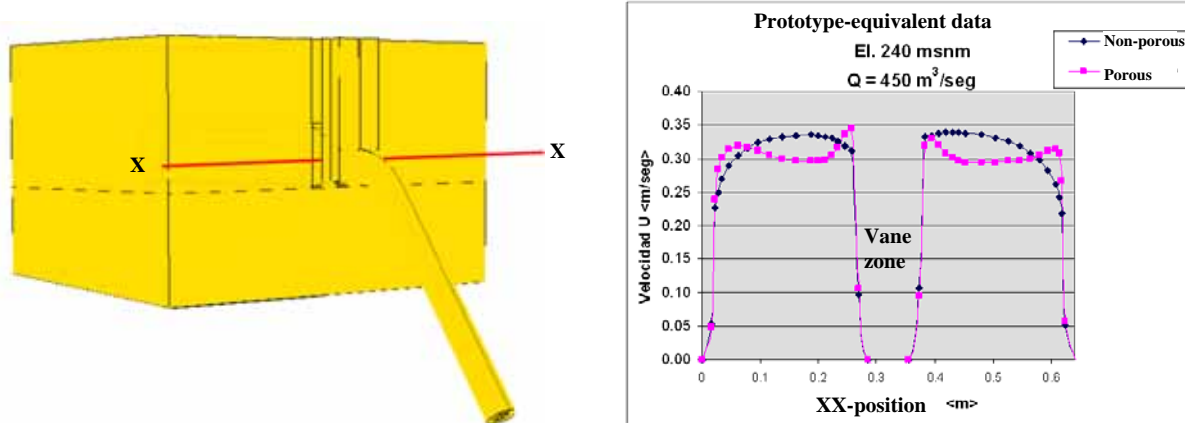 X
X
Prototype-equivalent data
El. 240 msnm
Q = 450 m³/seg
Non-porous
Porous
Velocidad U <m/seg>
0.40
0.35
0.30
0.25
0.20
0.15
0.10
0.05
0.00
Vane
zone
0 0.1 0.2 0.3 0.4 0.5 0.6
XX-position <m>